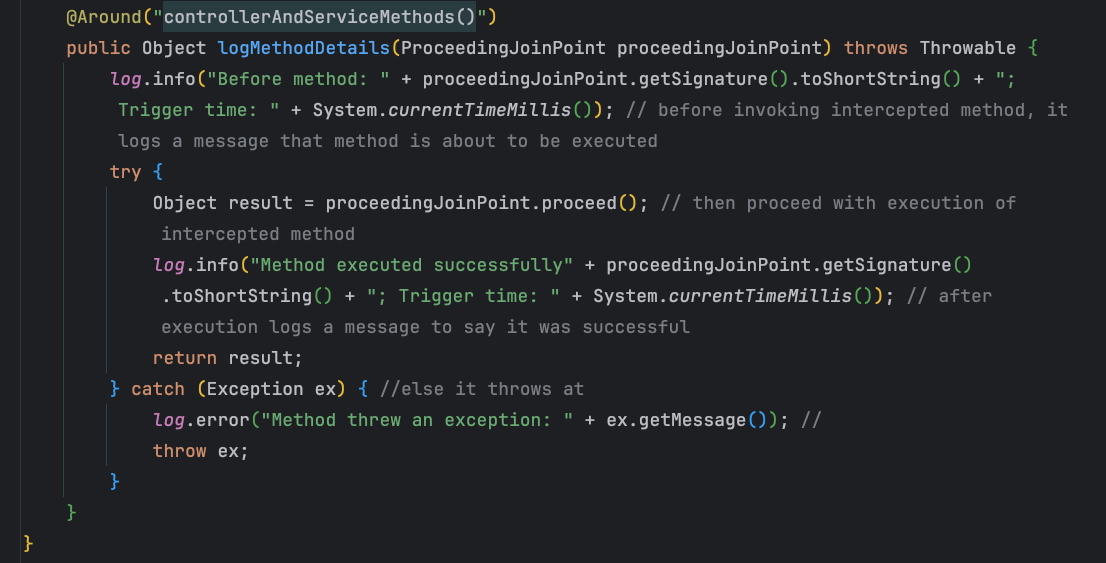 @Around("controllerAndServiceMethods()")
public Object logMethodDetails(ProceedingJoinPoint proceedingJoinPoint) throws Throwable {
log.info("Before method: " + proceedingJoinPoint.getSignature().toShortString() + ";
Trigger time: " + System.currentTimeMillis()); // before invoking intercepted method, it
logs a message that method is about to be executed
try {
Object result = proceedingJoinPoint.proceed(); // then proceed with execution of
intercepted method
log.info("Method executed successfully" + proceedingJoinPoint.getSignature()
.toShortString() + "; Trigger time: " + System.currentTimeMillis()); // after
execution logs a message to say it was successful
return result;
} catch (Exception ex) { //else it throws at
log.error("Method threw an exception: " + ex.getMessage()); //
throw ex;
}
}
}